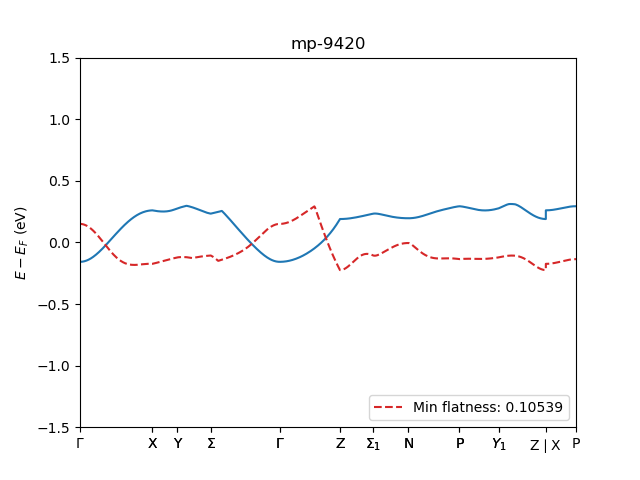 mp-9420
1.5
1.0
0.5
0.0
−0.5
−1.0
−1.5
E − E_F (eV)
Min flatness: 0.10539
Γ X Y Σ Γ Z Σ₁ N P Y₁ Z | X P